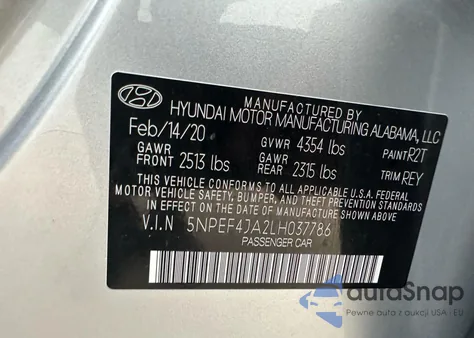 MANUFACTURED BY
HYUNDAI MOTOR MANUFACTURING ALABAMA, LLC
Feb/14/20 GVWR 4354 lbs PAINT R2T
GAWR FRONT 2513 lbs GAWR REAR 2315 lbs TRIM REY
THIS VEHICLE CONFORMS TO ALL APPLICABLE U.S.A. FEDERAL
MOTOR VEHICLE, BUMPER, AND THEFT PREVENTION STANDARDS
IN EFFECT ON THE DATE OF MANUFACTURE SHOWN ABOVE.
V.I.N 5NPEF4JA2LH037786
PASSENGER CAR
autoSnap
Pewne auta z aukcji USA i EU